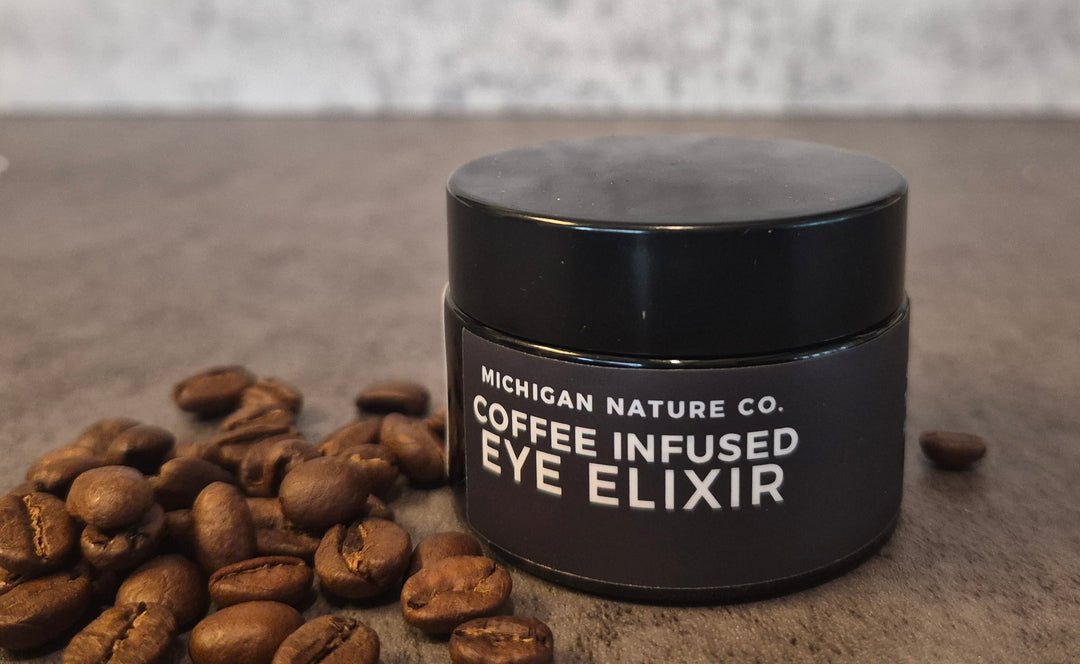 MICHIGAN NATURE CO.
COFFEE INFUSED
EYE ELIXIR